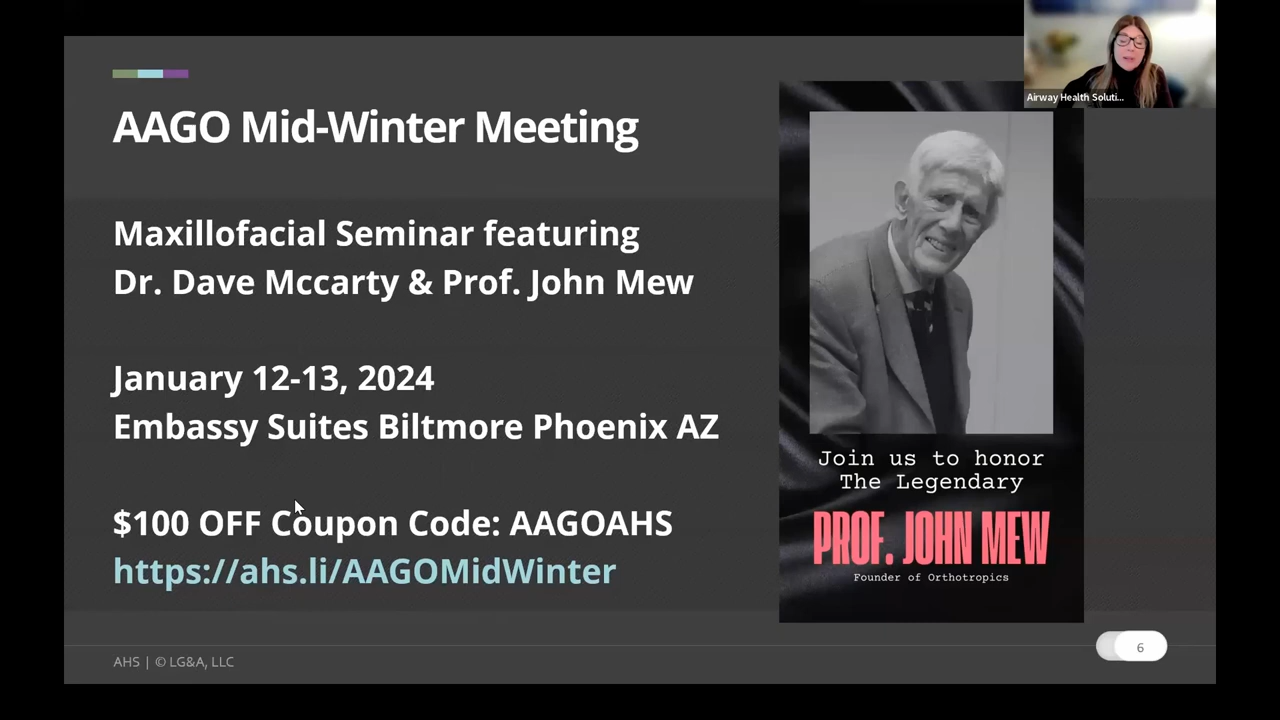 AAGO Mid-Winter Meeting
Maxillofacial Seminar featuring
Dr. Dave Mccarty & Prof. John Mew
January 12-13, 2024
Embassy Suites Biltmore Phoenix AZ
$100 OFF Coupon Code: AAGOAHS
https://ahs.li/AAGOMidWinter
Airway Health Soluti...
Join us to honor
The Legendary
PROF. JOHN MEW
Founder of Orthotropics
AHS | © LG&A, LLC
6